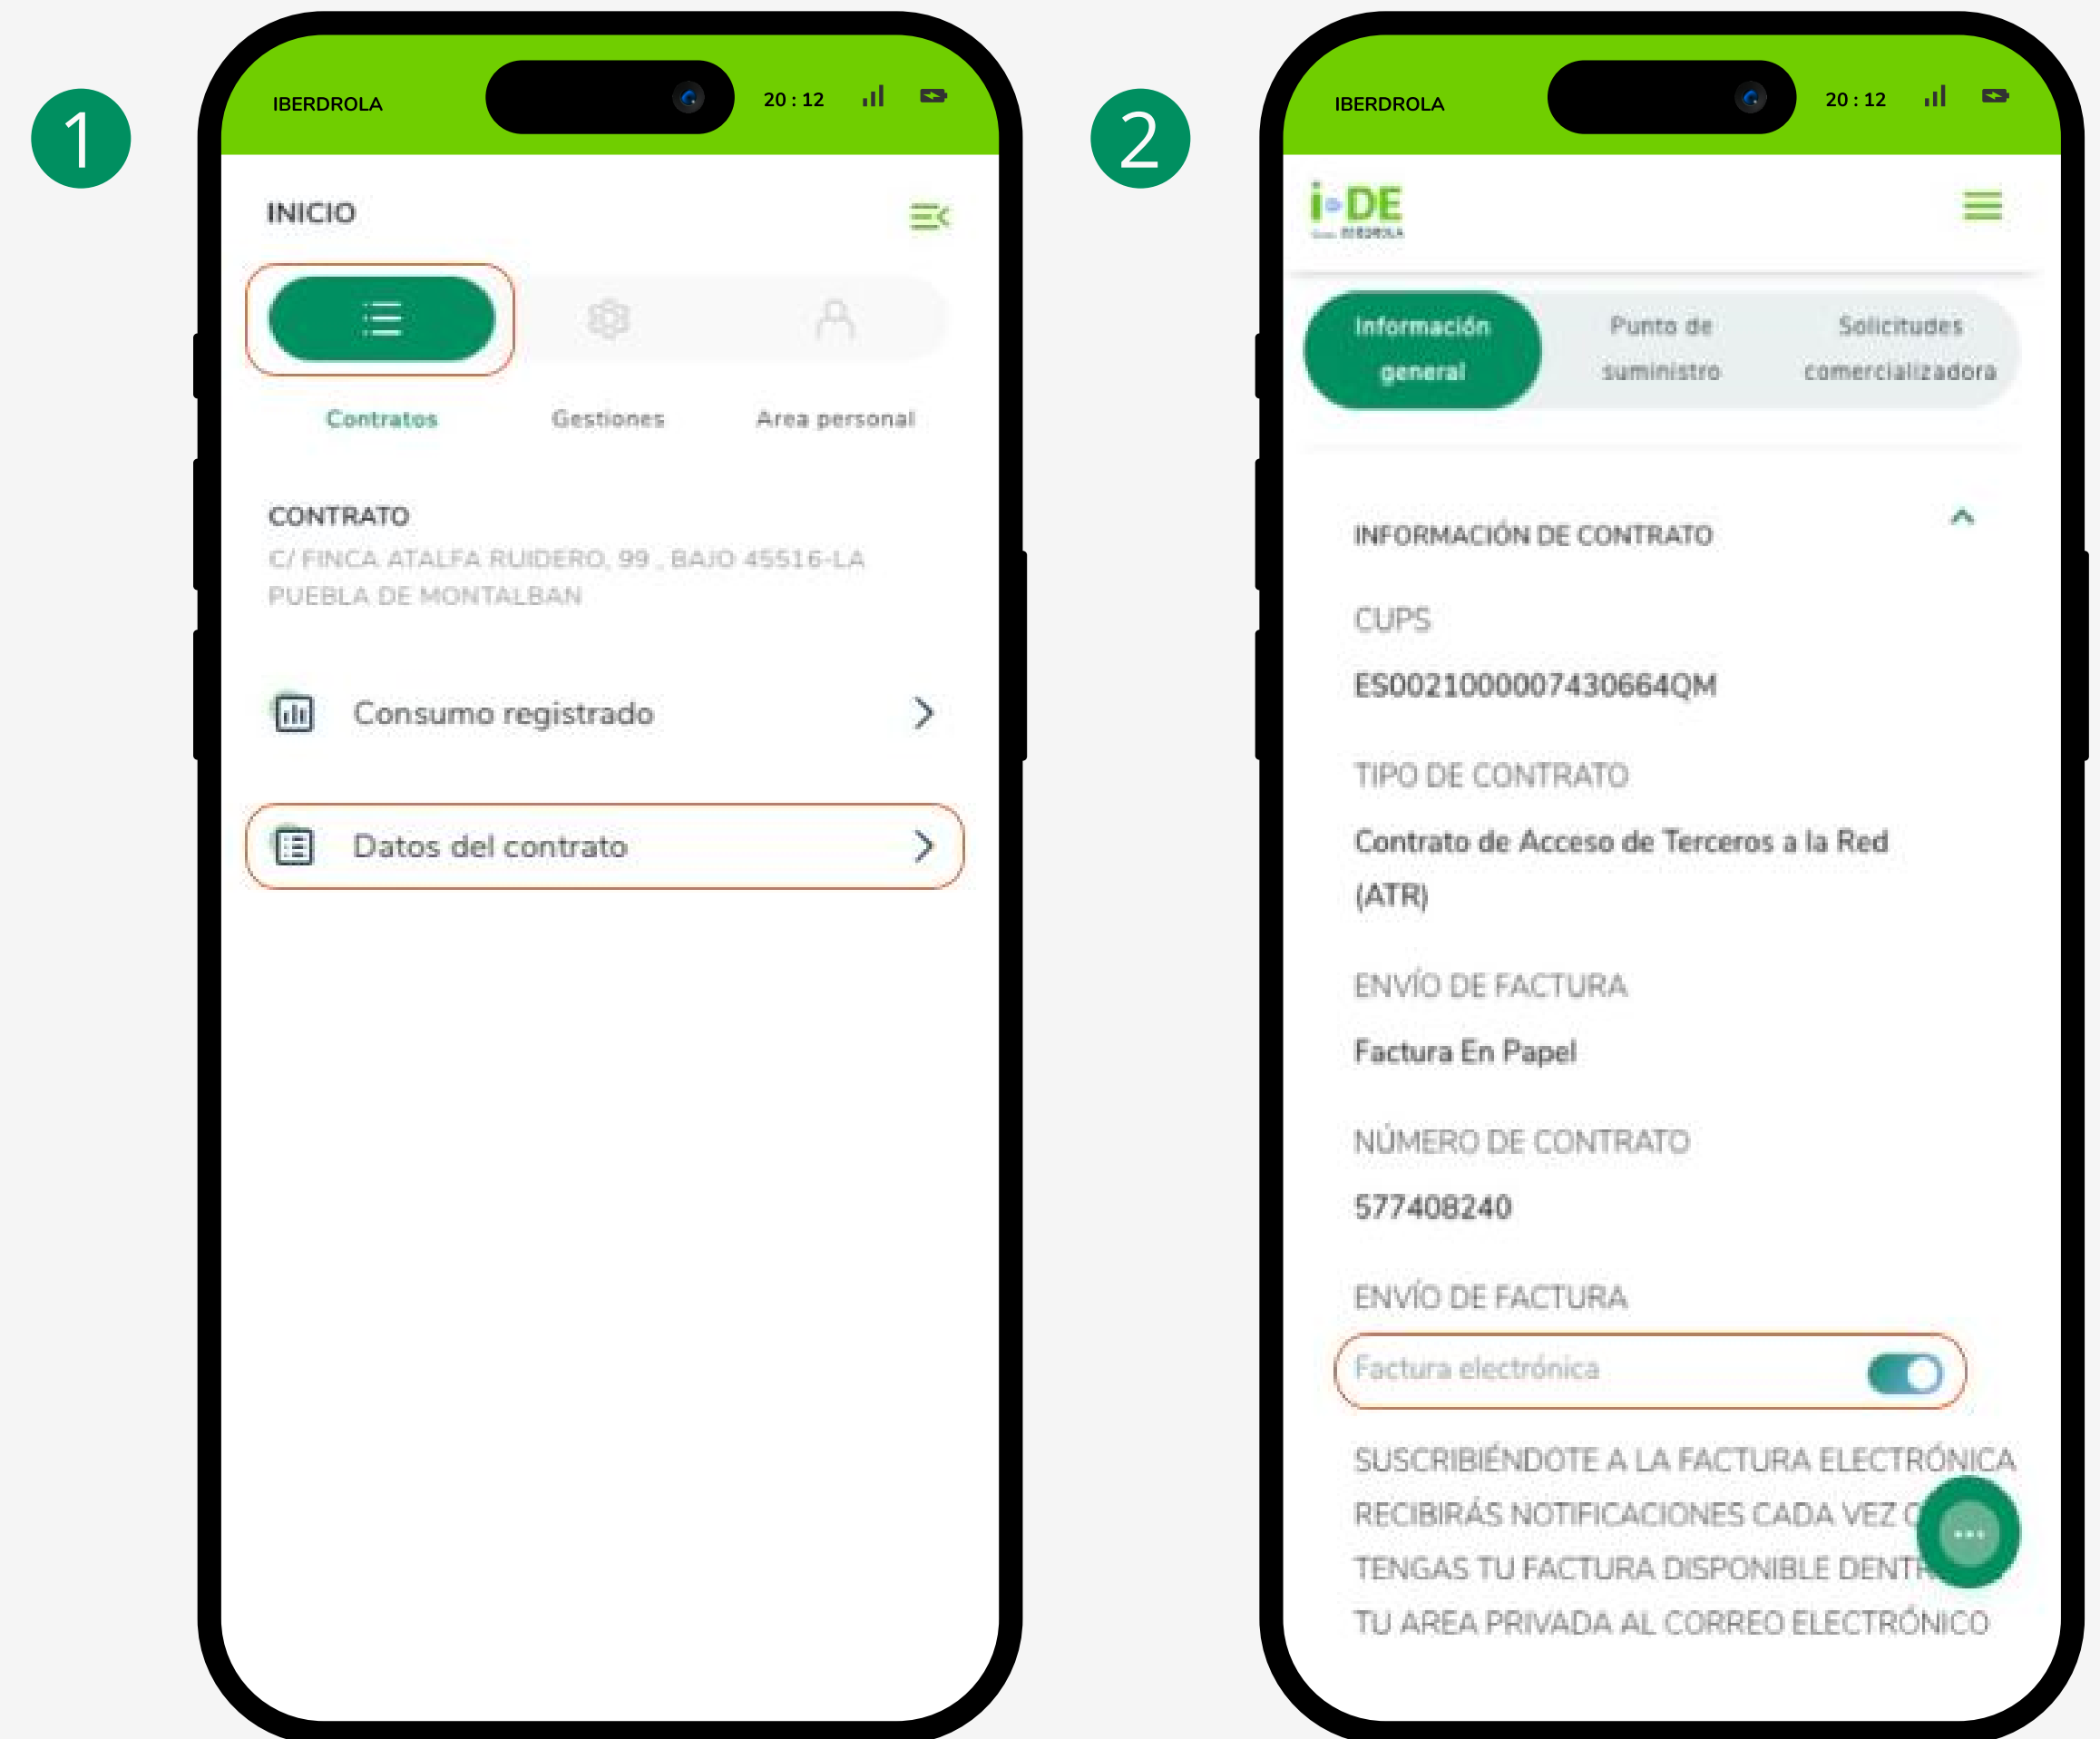 1
IBERDROLA
20 : 12
INICIO
Contratos
Gestiones
Area personal
CONTRATO
C/ FINCA ATALFA RUIDERO, 99 , BAJO 45516-LA
PUEBLA DE MONTALBAN
Consumo registrado
Datos del contrato
2
IBERDROLA
20 : 12
i-DE
IBERDROLA
Información
general
Punto de
suministro
Solicitudes
comercializadora
INFORMACIÓN DE CONTRATO
CUPS
ES0021000007430664QM
TIPO DE CONTRATO
Contrato de Acceso de Terceros a la Red
(ATR)
ENVÍO DE FACTURA
Factura En Papel
NÚMERO DE CONTRATO
577408240
ENVÍO DE FACTURA
Factura electrónica
SUSCRIBIÉNDOTE A LA FACTURA ELECTRÓNICA
RECIBIRÁS NOTIFICACIONES CADA VEZ
TENGAS TU FACTURA DISPONIBLE
TU AREA PRIVADA AL CORREO ELECTRÓNICO